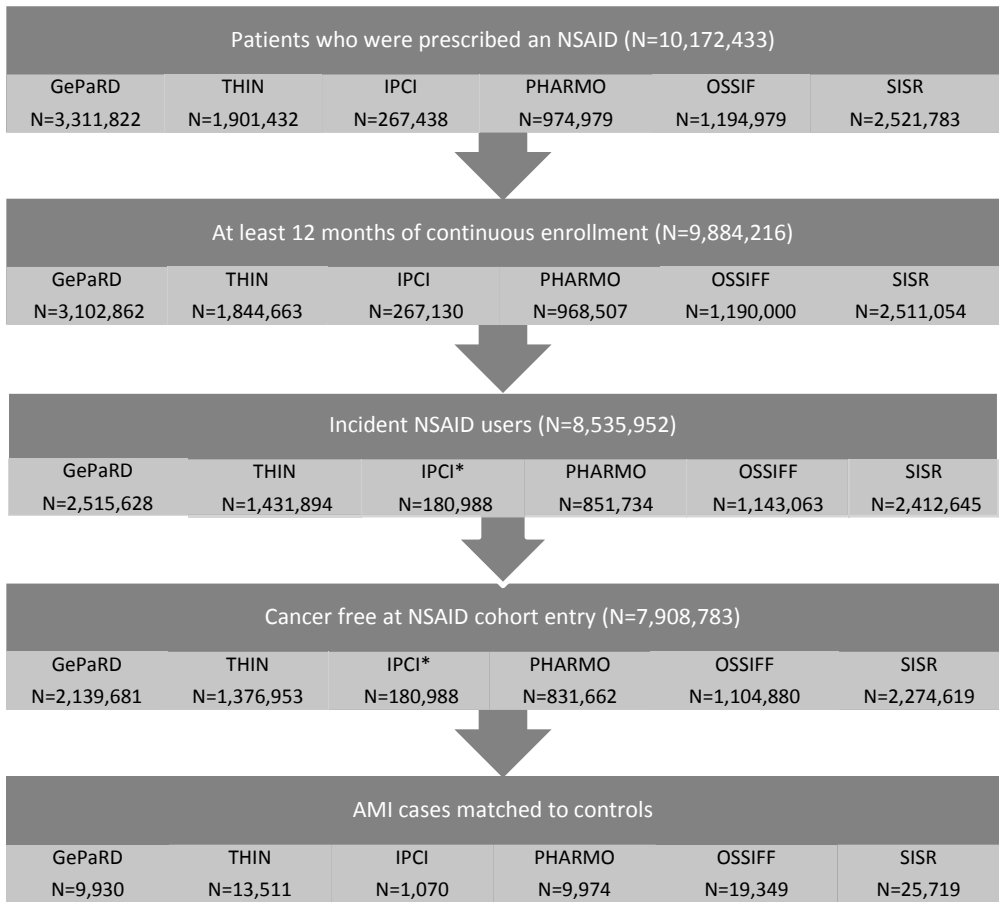 Patients who were prescribed an NSAID (N=10,172,433)
GePaRD THIN IPCI PHARMO OSSIF SISR
N=3,311,822 N=1,901,432 N=267,438 N=974,979 N=1,194,979 N=2,521,783
At least 12 months of continuous enrollment (N=9,884,216)
GePaRD THIN IPCI PHARMO OSSIFF SISR
N=3,102,862 N=1,844,663 N=267,130 N=968,507 N=1,190,000 N=2,511,054
Incident NSAID users (N=8,535,952)
GePaRD THIN IPCI* PHARMO OSSIFF SISR
N=2,515,628 N=1,431,894 N=180,988 N=851,734 N=1,143,063 N=2,412,645
Cancer free at NSAID cohort entry (N=7,908,783)
GePaRD THIN IPCI* PHARMO OSSIFF SISR
N=2,139,681 N=1,376,953 N=180,988 N=831,662 N=1,104,880 N=2,274,619
AMI cases matched to controls
GePaRD THIN IPCI PHARMO OSSIFF SISR
N=9,930 N=13,511 N=1,070 N=9,974 N=19,349 N=25,719